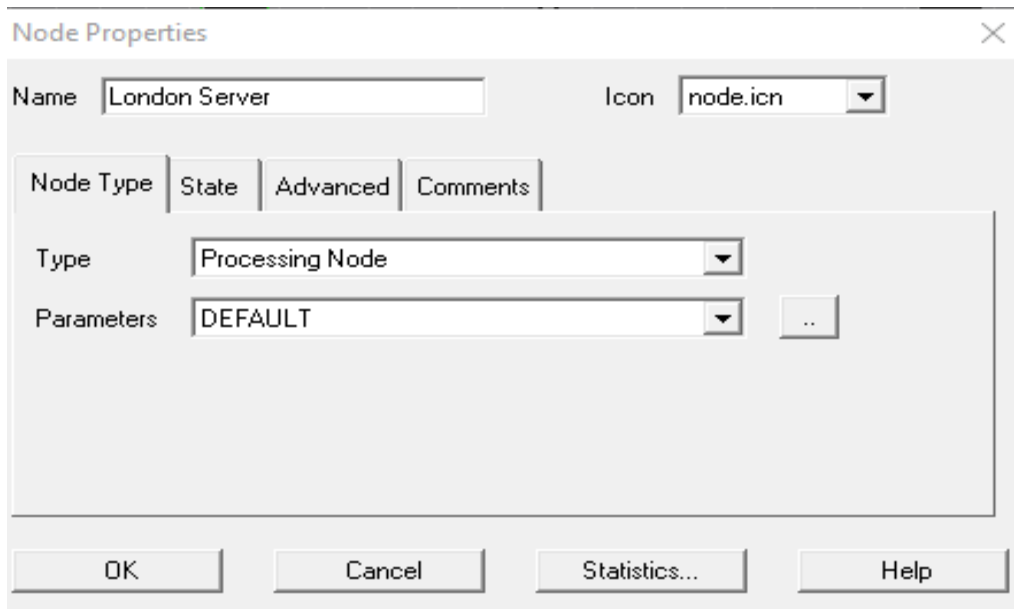 Node Properties
Name London Server Icon node.icn
Node Type State Advanced Comments
Type Processing Node
Parameters DEFAULT ..
OK Cancel Statistics... Help